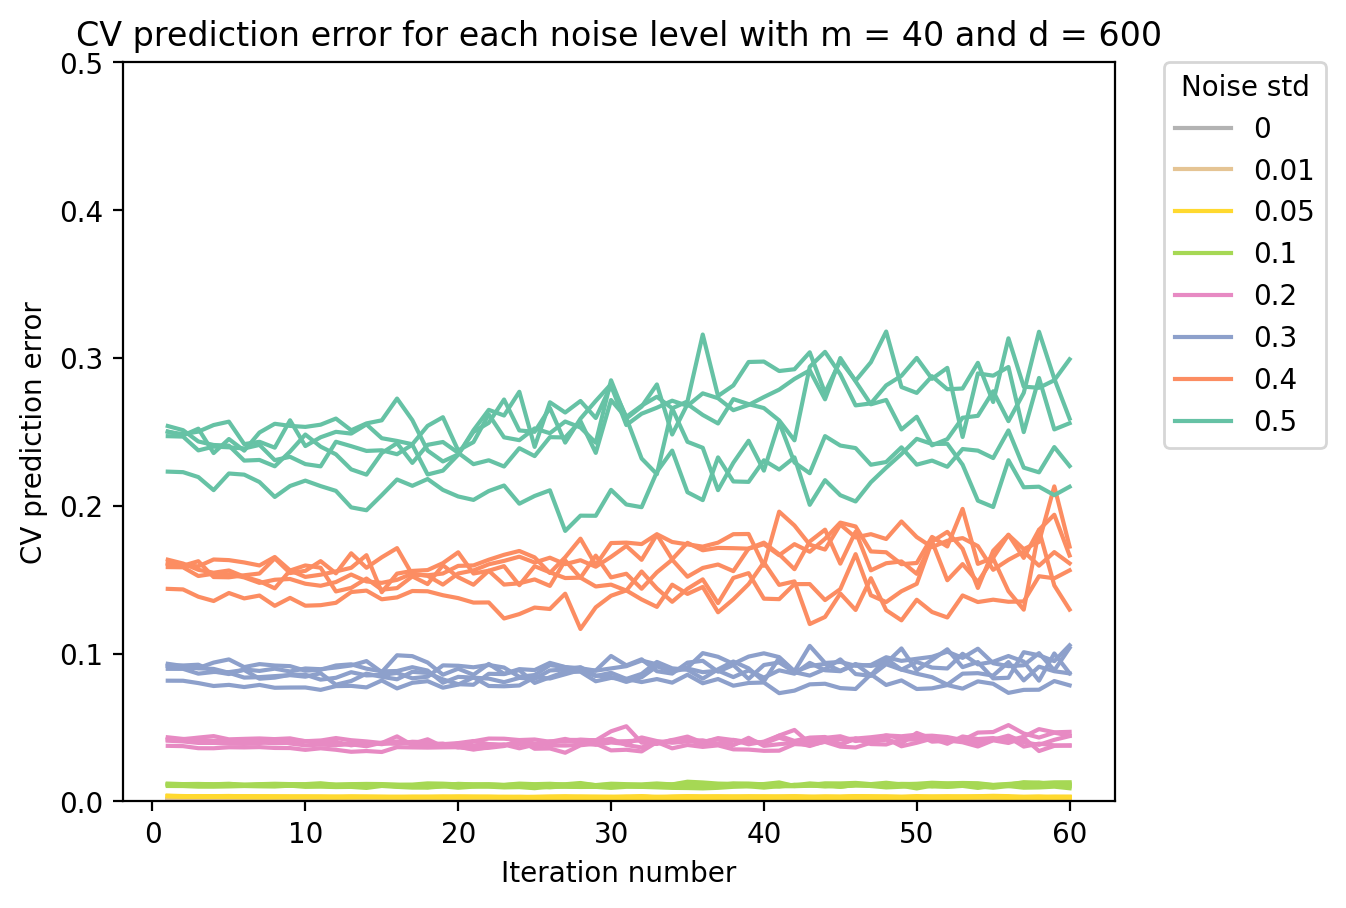 CV prediction error for each noise level with m = 40 and d = 600
CV prediction error
0.5
0.4
0.3
0.2
0.1
0.0
0 10 20 30 40 50 60
Iteration number
Noise std
0
0.01
0.05
0.1
0.2
0.3
0.4
0.5